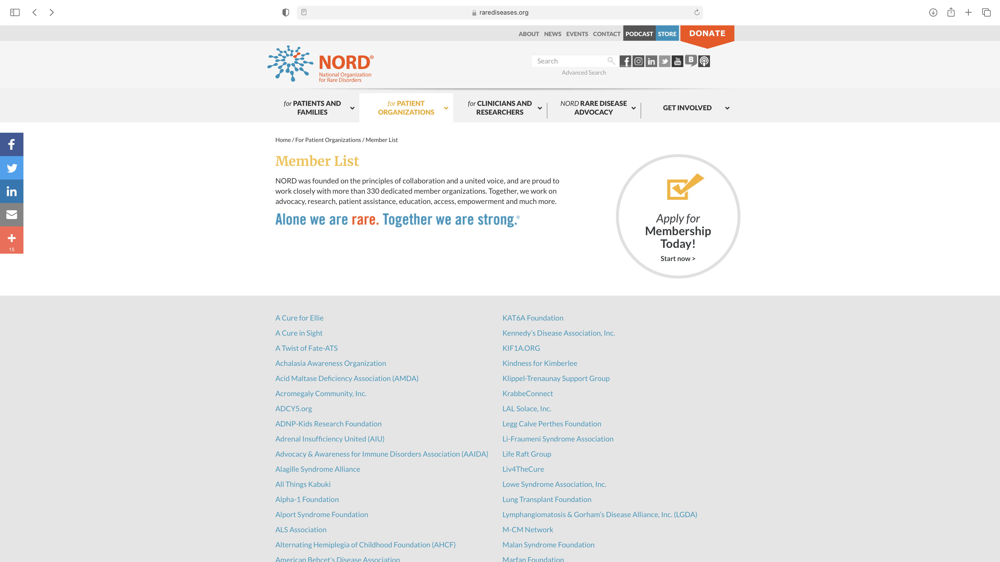 rarediseases.org
ABOUT NEWS EVENTS CONTACT PODCAST STORE DONATE
NORD®
National Organization
for Rare Disorders
Search
Advanced Search
You
Tube
B
for PATIENTS AND
FAMILIES
for PATIENT
ORGANIZATIONS
for CLINICIANS AND
RESEARCHERS
NORD RARE DISEASE
ADVOCACY
GET INVOLVED
15
Home / For Patient Organizations / Member List
Member List
NORD was founded on the principles of collaboration and a united voice, and are proud to
work closely with more than 330 dedicated member organizations. Together, we work on
advocacy, research, patient assistance, education, access, empowerment and much more.
Alone we are rare. Together we are strong.®
Apply for
Membership
Today!
Start now >
A Cure for Ellie
A Cure in Sight
A Twist of Fate-ATS
Achalasia Awareness Organization
Acid Maltase Deficiency Association (AMDA)
Acromegaly Community, Inc.
ADCY5.org
ADNP-Kids Research Foundation
Adrenal Insufficiency United (AIU)
Advocacy & Awareness for Immune Disorders Association (AAIDA)
Alagille Syndrome Alliance
All Things Kabuki
Alpha-1 Foundation
Alport Syndrome Foundation
ALS Association
Alternating Hemiplegia of Childhood Foundation (AHCF)
American Behcet's Disease Association
KAT6A Foundation
Kennedy's Disease Association, Inc.
KIF1A.ORG
Kindness for Kimberlee
Klippel-Trenaunay Support Group
KrabbeConnect
LAL Solace, Inc.
Legg Calve Perthes Foundation
Li-Fraumeni Syndrome Association
Life Raft Group
Liv4TheCure
Lowe Syndrome Association, Inc.
Lung Transplant Foundation
Lymphangiomatosis & Gorham's Disease Alliance, Inc. (LGDA)
M-CM Network
Malan Syndrome Foundation
Marfan Foundation